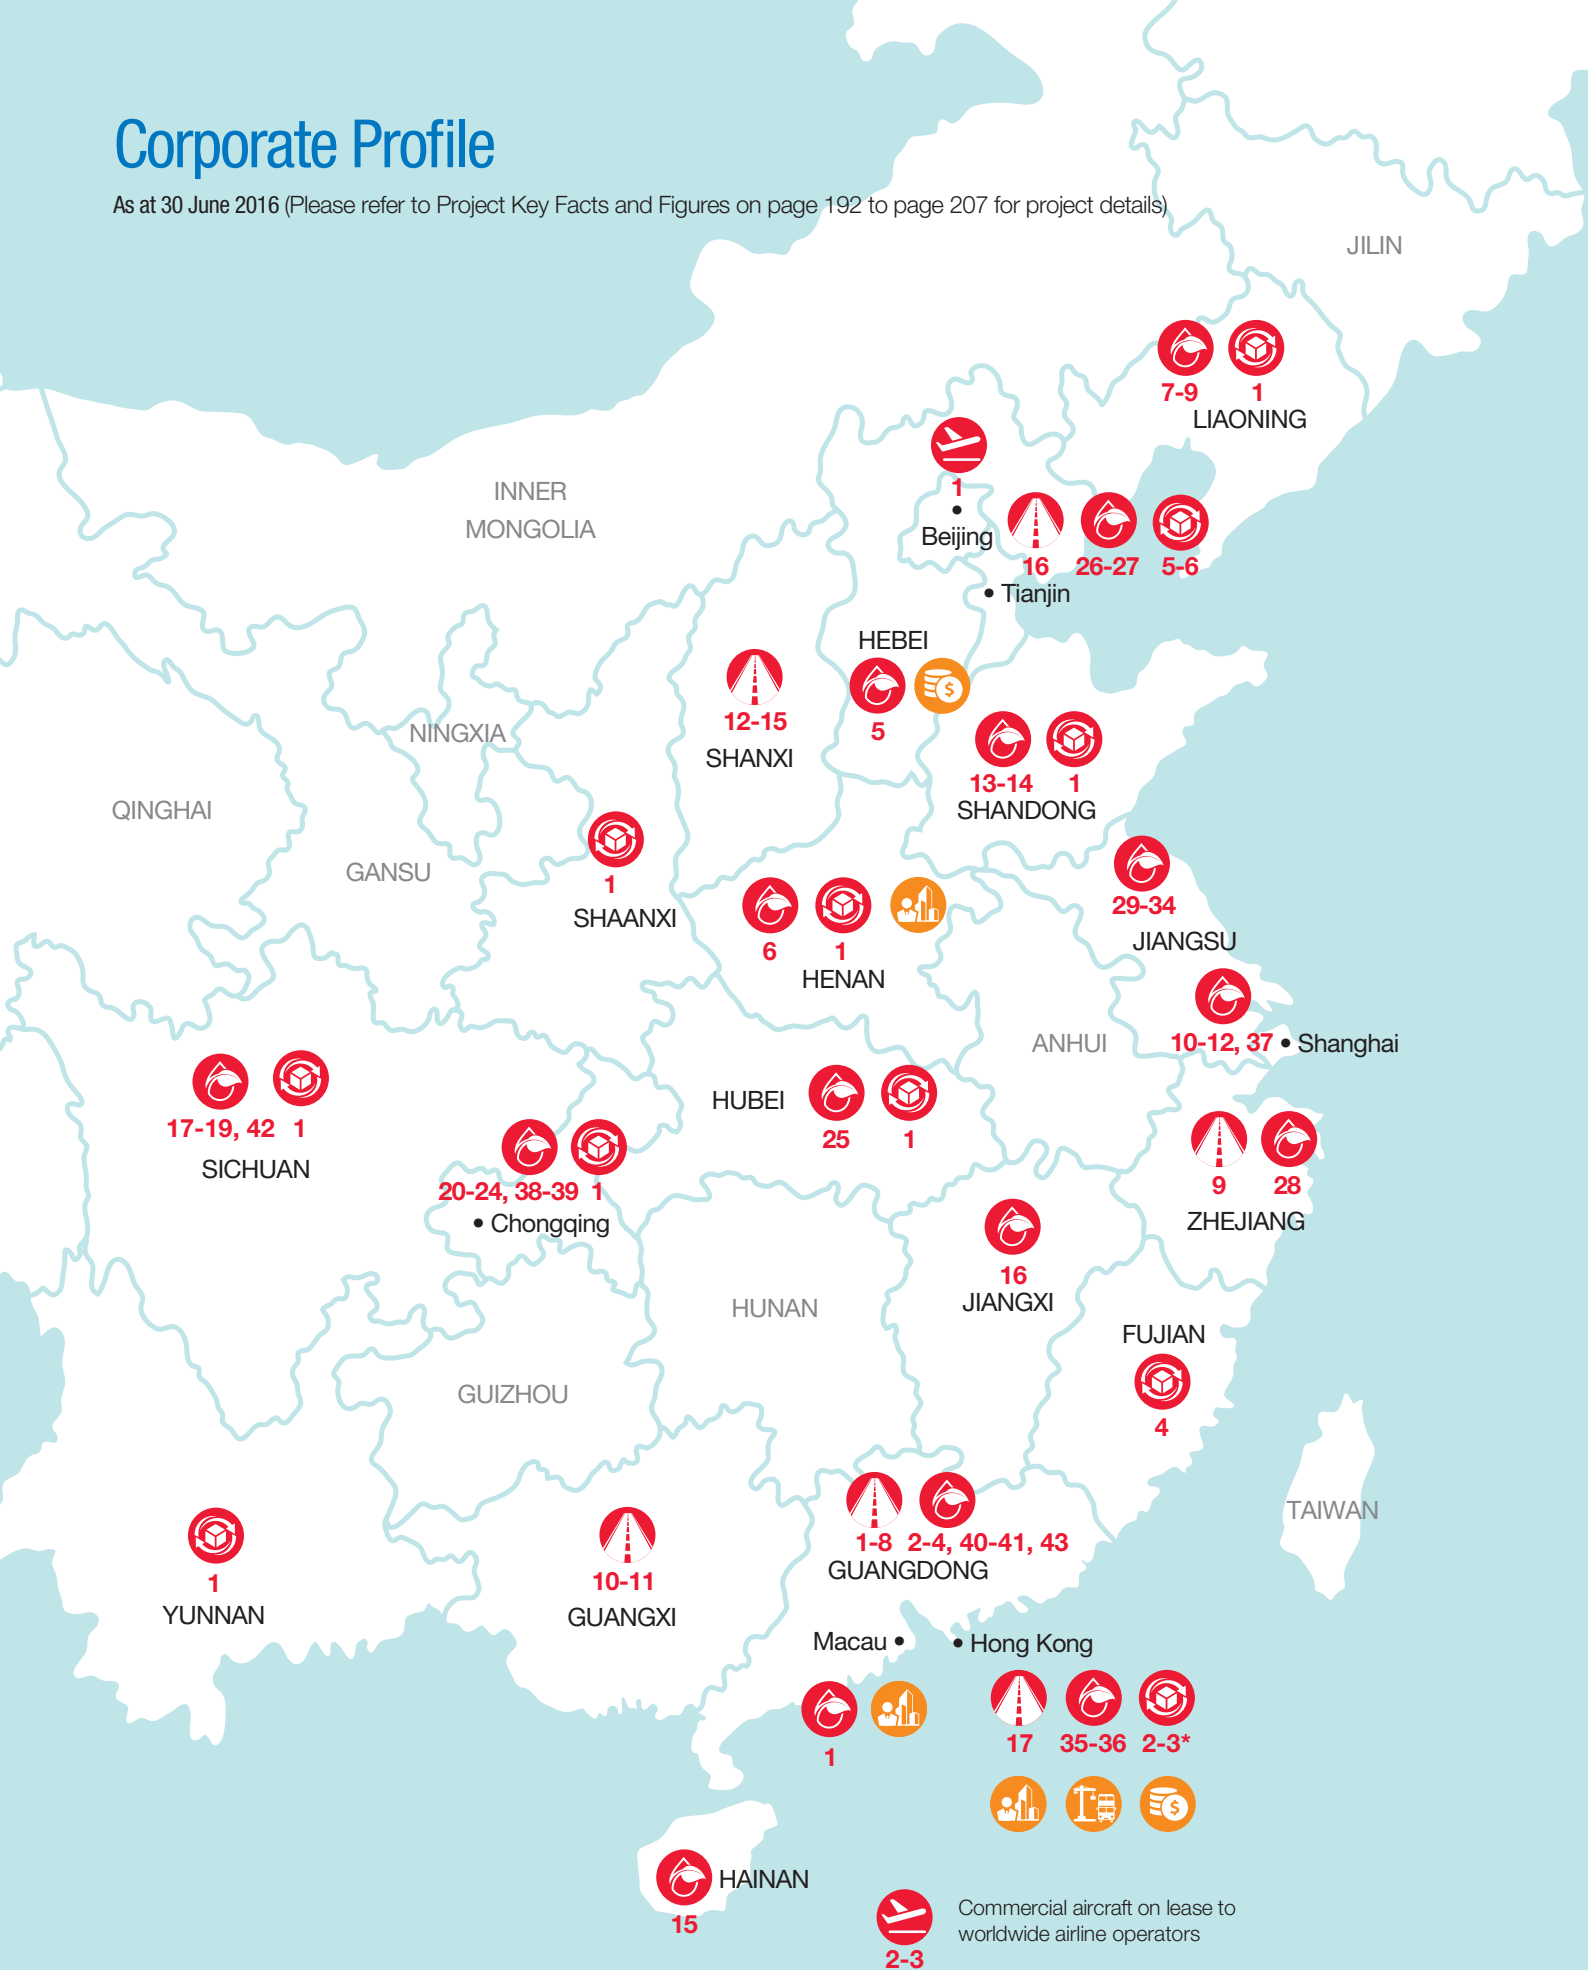 Corporate Profile
As at 30 June 2016 (Please refer to Project Key Facts and Figures on page 192 to page 207 for project details)
JILIN
7-9 1
LIAONING
INNER
MONGOLIA
1
• Beijing
16 26-27 5-6
• Tianjin
HEBEI
5
12-15
SHANXI
NINGXIA
13-14 1
SHANDONG
QINGHAI
GANSU
1
SHAANXI
6 1
HENAN
29-34
JIANGSU
ANHUI
10-12, 37 • Shanghai
17-19, 42 1
SICHUAN
HUBEI
25 1
20-24, 38-39 1
• Chongqing
9 28
ZHEJIANG
16
JIANGXI
HUNAN
FUJIAN
4
GUIZHOU
TAIWAN
1
YUNNAN
10-11
GUANGXI
1-8 2-4, 40-41, 43
GUANGDONG
Macau •
1
• Hong Kong
17 35-36 2-3*
HAINAN
15
Commercial aircraft on lease to
worldwide airline operators
2-3